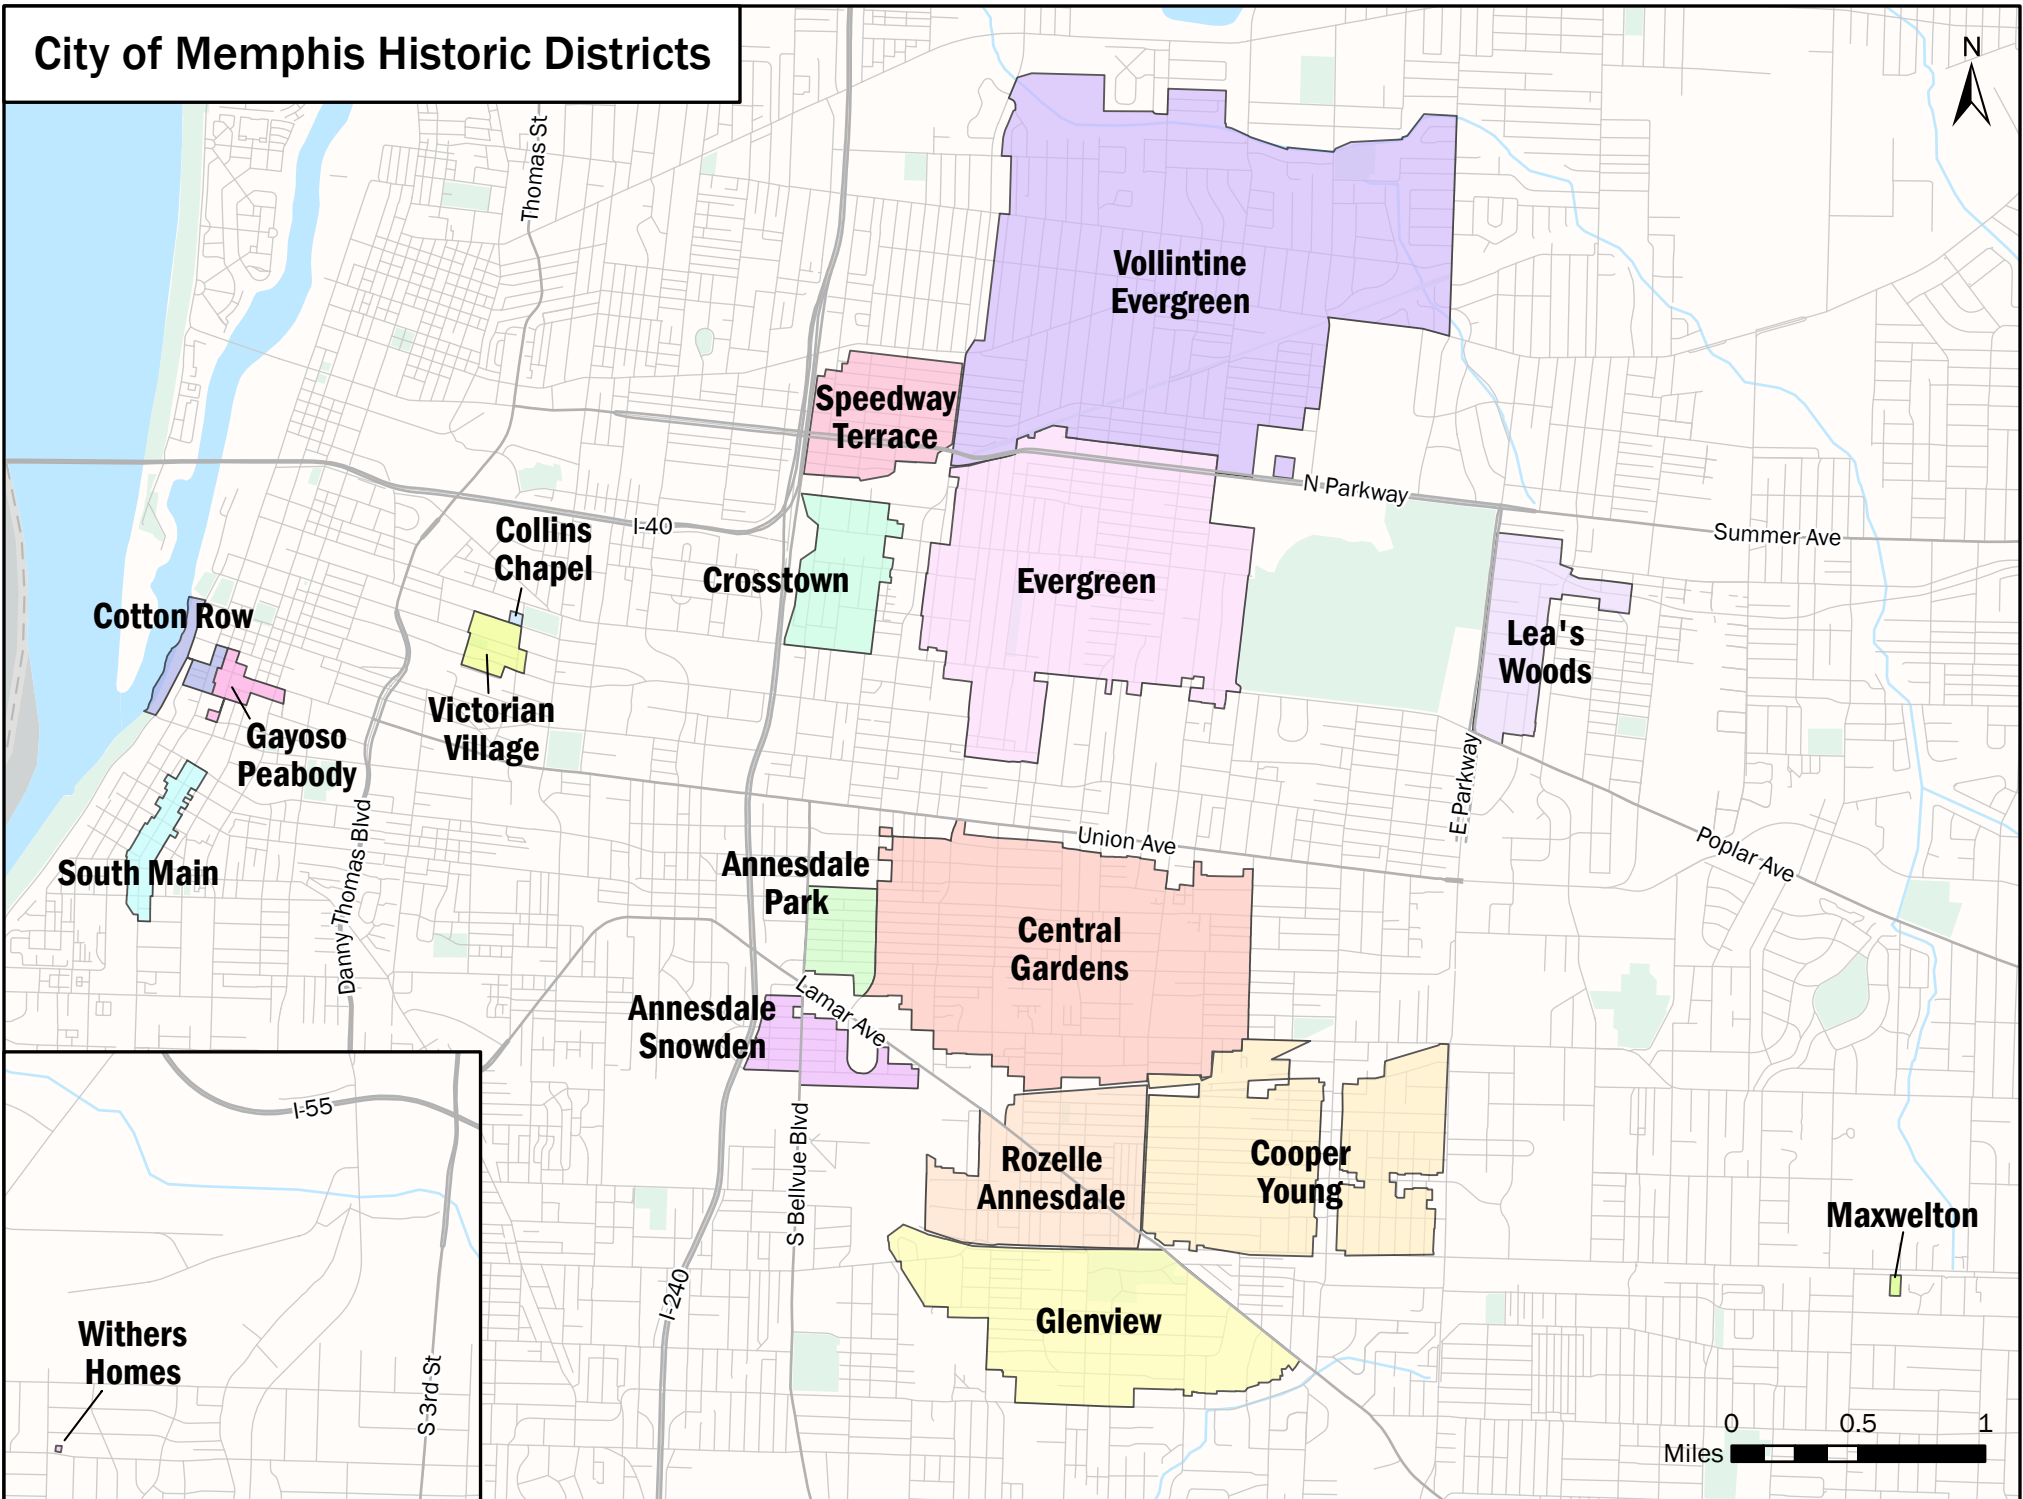 City of Memphis Historic Districts
N
Thomas St
Vollintine
Evergreen
Speedway
Terrace
N Parkway
Summer Ave
I-40
Collins
Chapel
Crosstown
Evergreen
Cotton Row
Lea's
Woods
Victorian
Village
Gayoso
Peabody
E Parkway
Union Ave
Poplar Ave
South Main
Danny Thomas Blvd
Annesdale
Park
Central
Gardens
Lamar Ave
Annesdale
Snowden
I-55
S Bellvue Blvd
Rozelle
Annesdale
Cooper
Young
Maxwelton
I-240
Glenview
Withers
Homes
S 3rd St
0 0.5 1
Miles